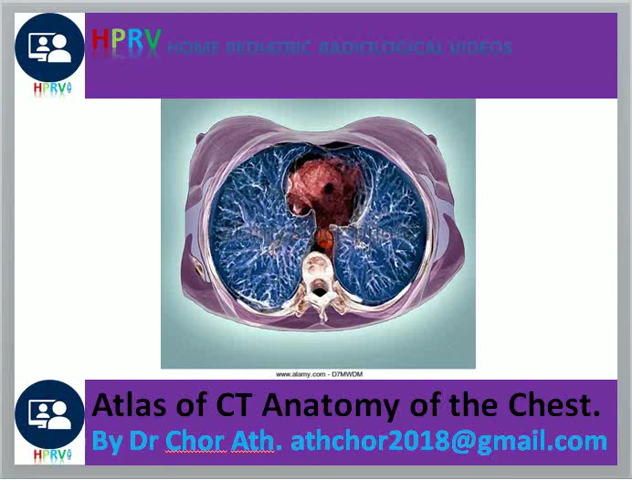 HPRV HOME PEDIATRIC RADIOLOGICAL VIDEOS
HPRV
www.alamy.com - D7MWDM
Atlas of CT Anatomy of the Chest.
By Dr Chor Ath. athchor2018@gmail.com
HPRV